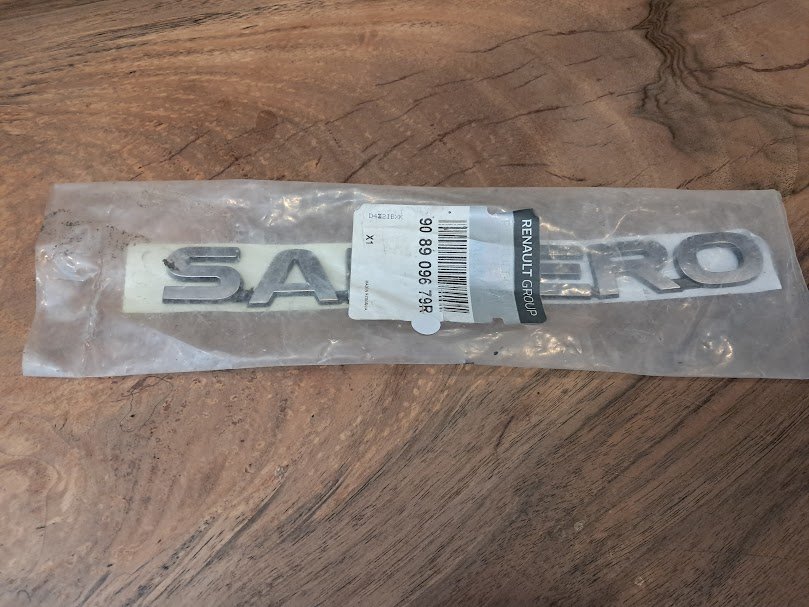 SA ERO
RENAULT GROUP
90 89 096 79R
X1